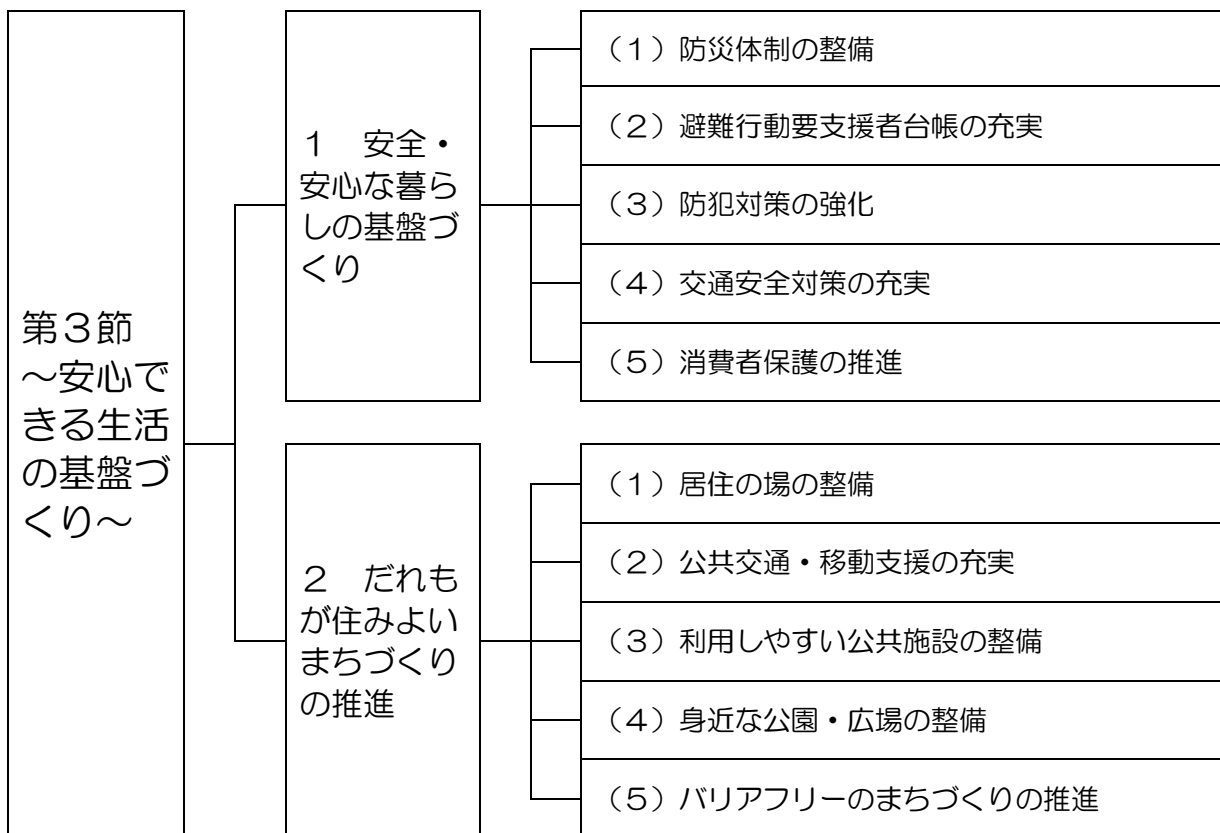 第３節
～安心で
きる生活
の基盤づ
くり～
１　安全・
安心な暮ら
しの基盤づ
くり
（１）防災体制の整備
（２）避難行動要支援者台帳の充実
（３）防犯対策の強化
（４）交通安全対策の充実
（５）消費者保護の推進
２　だれも
が住みよい
まちづくり
の推進
（１）居住の場の整備
（２）公共交通・移動支援の充実
（３）利用しやすい公共施設の整備
（４）身近な公園・広場の整備
（５）バリアフリーのまちづくりの推進